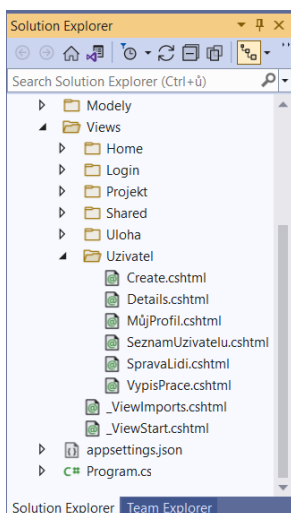 Solution Explorer
Search Solution Explorer (Ctrl+ů)
Modely
Views
Home
Login
Projekt
Shared
Uloha
Uzivatel
Create.cshtml
Details.cshtml
MůjProfil.cshtml
SeznamUzivatelu.cshtml
SpravaLidi.cshtml
VypisPrace.cshtml
_ViewImports.cshtml
_ViewStart.cshtml
appsettings.json
C# Program.cs
Solution Explorer Team Explorer